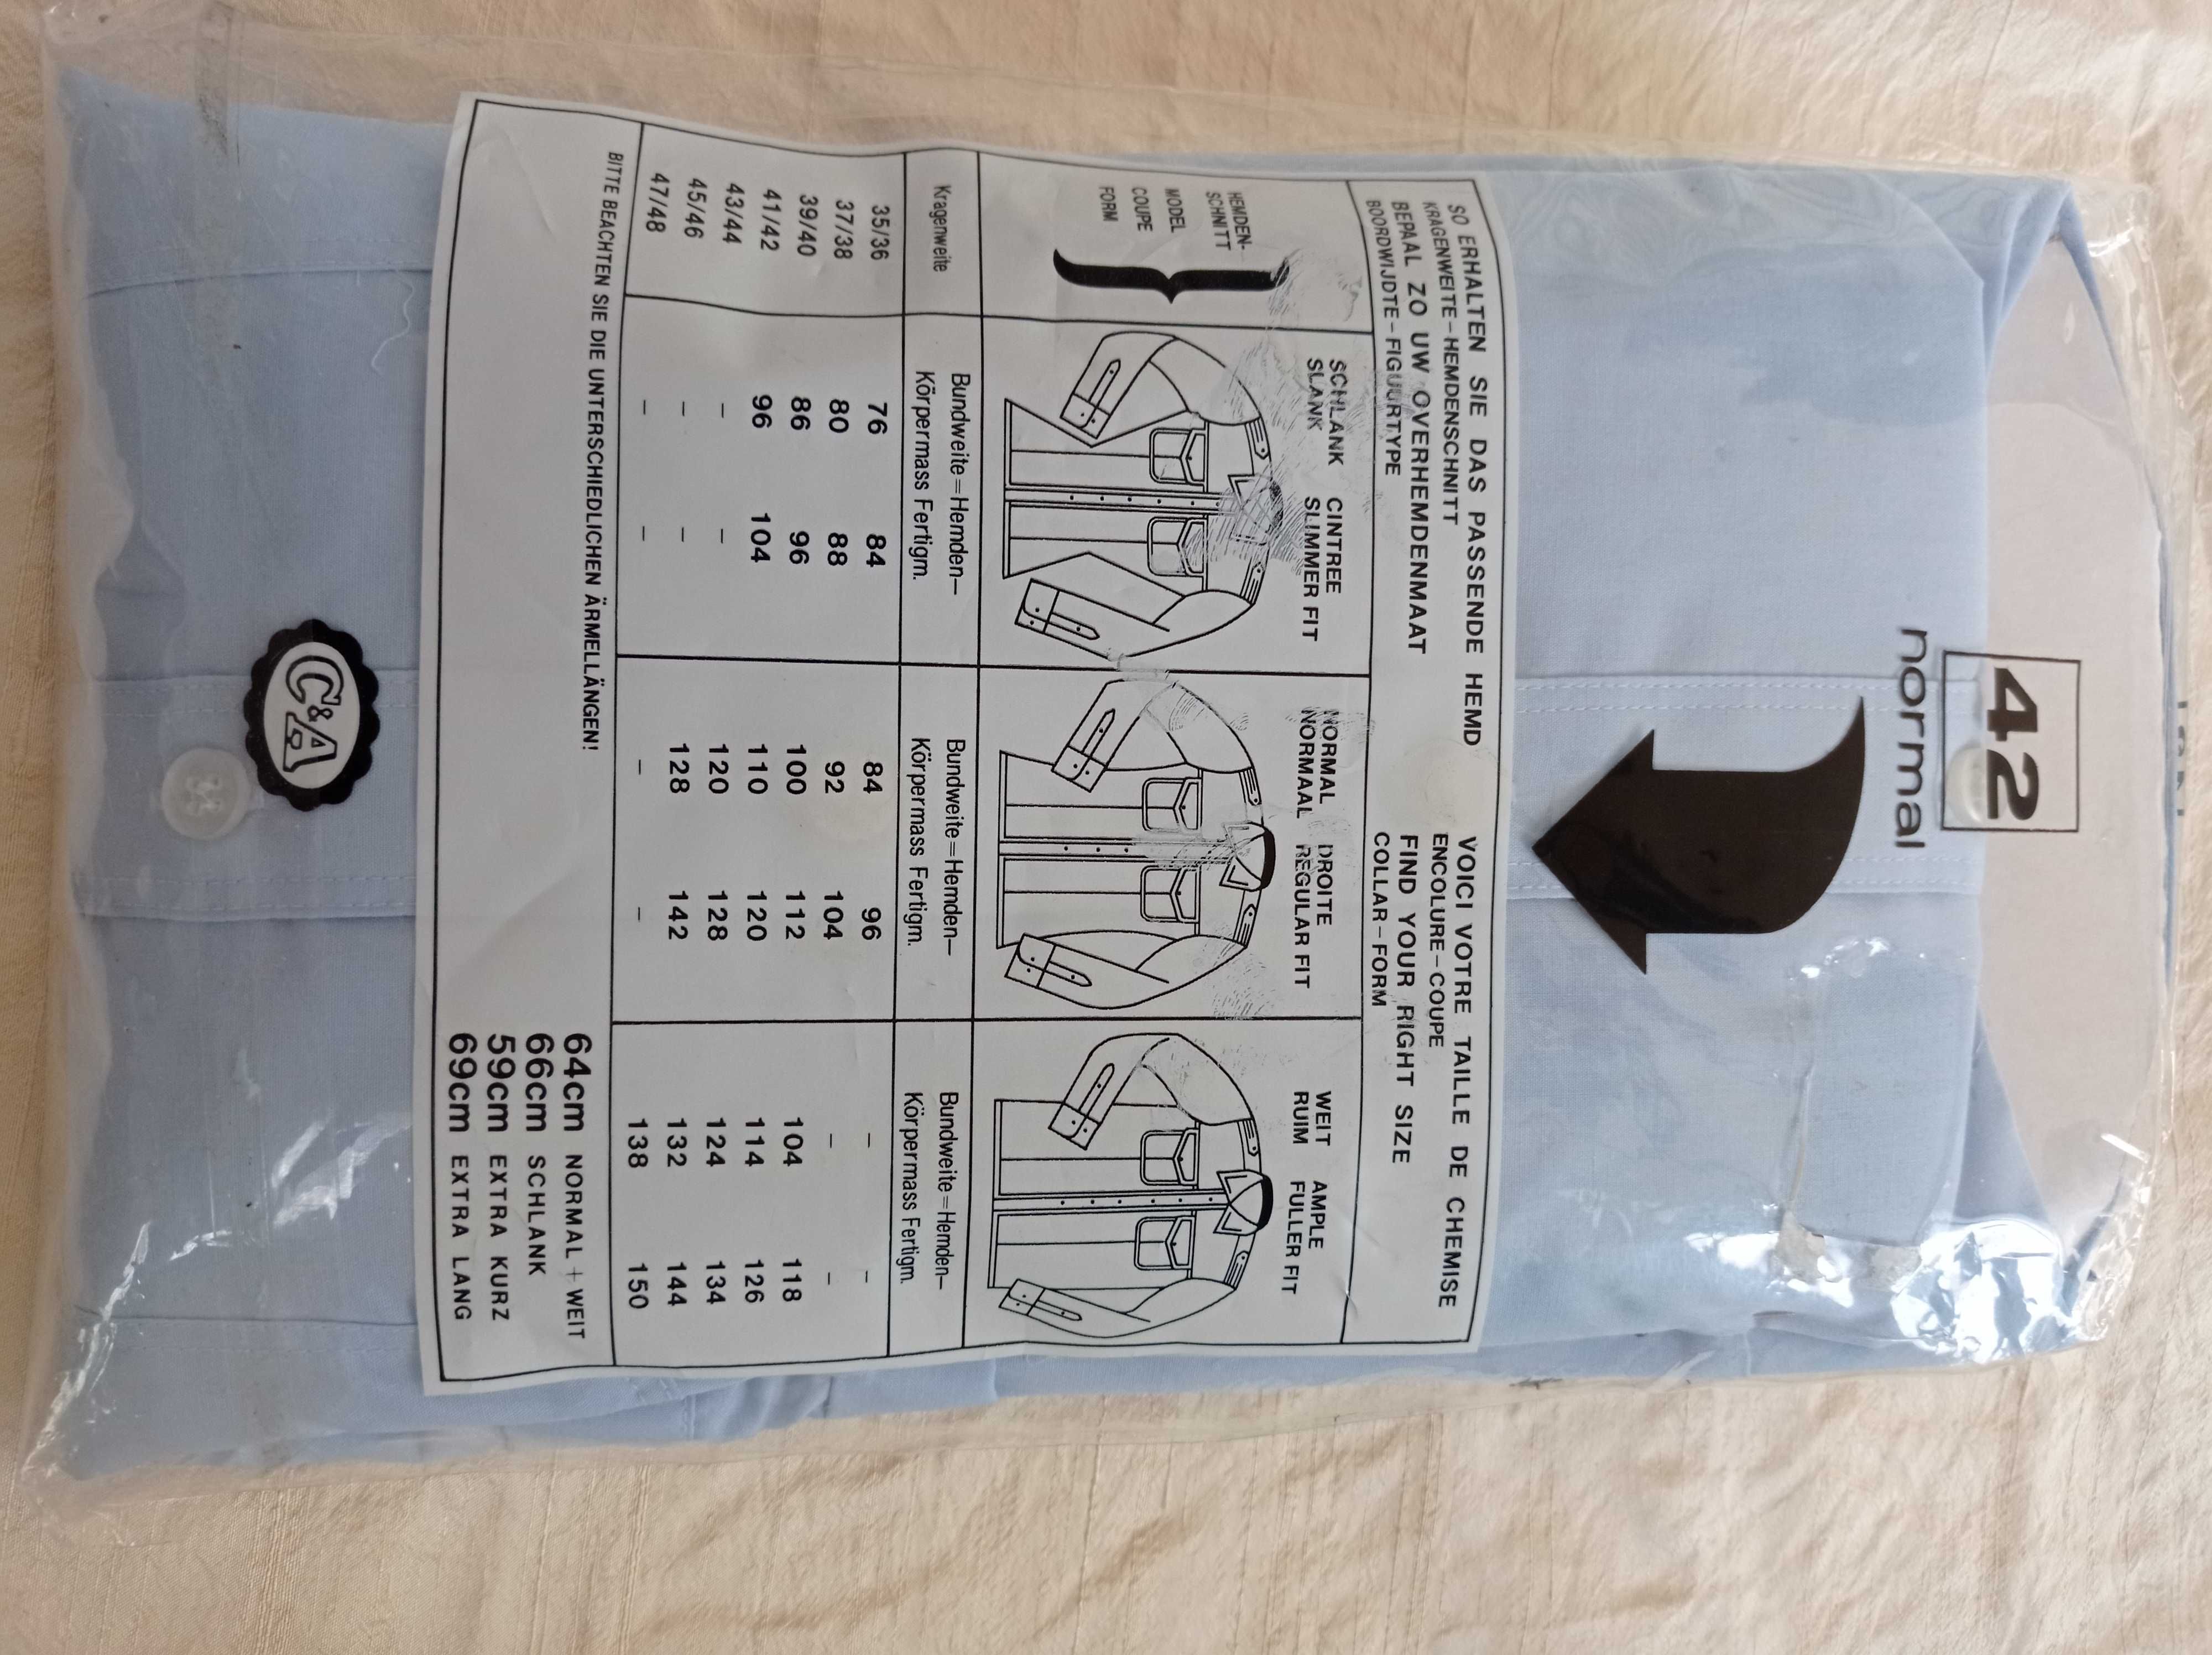 42
normal
SO ERHALTEN SIE DAS PASSENDE HEMD
KRAGENWEITE–HEMDENSCHNITT
BEPAAL ZO UW OVERHEMDENMAAT
BOORDWIJDTE–FIGUURTYPE
VOICI VOTRE TAILLE DE CHEMISE
ENCOLURE–COUPE
FIND YOUR RIGHT SIZE
COLLAR–FORM
HEMDEN-
SCHNITT
MODEL
COUPE
FORM
SCHLANK CINTREE
SLANK SLIMMER FIT
NORMAL DROITE
NORMAAL REGULAR FIT
WEIT AMPLE
RUIM FULLER FIT
Kragenweite
Bundweite=Hemden–
Körpermass Fertigm.
Bundweite=Hemden–
Körpermass Fertigm.
Bundweite=Hemden–
Körpermass Fertigm.
35/36 76 84 84 96 – –
37/38 80 88 92 104 – –
39/40 86 96 100 112 104 118
41/42 96 104 110 120 114 126
43/44 – – 120 128 124 134
45/46 – – 128 142 132 144
47/48 – – – – 138 150
BITTE BEACHTEN SIE DIE UNTERSCHIEDLICHEN ÄRMELLÄNGEN!
64cm NORMAL + WEIT
66cm SCHLANK
59cm EXTRA KURZ
69cm EXTRA LANG
C&A